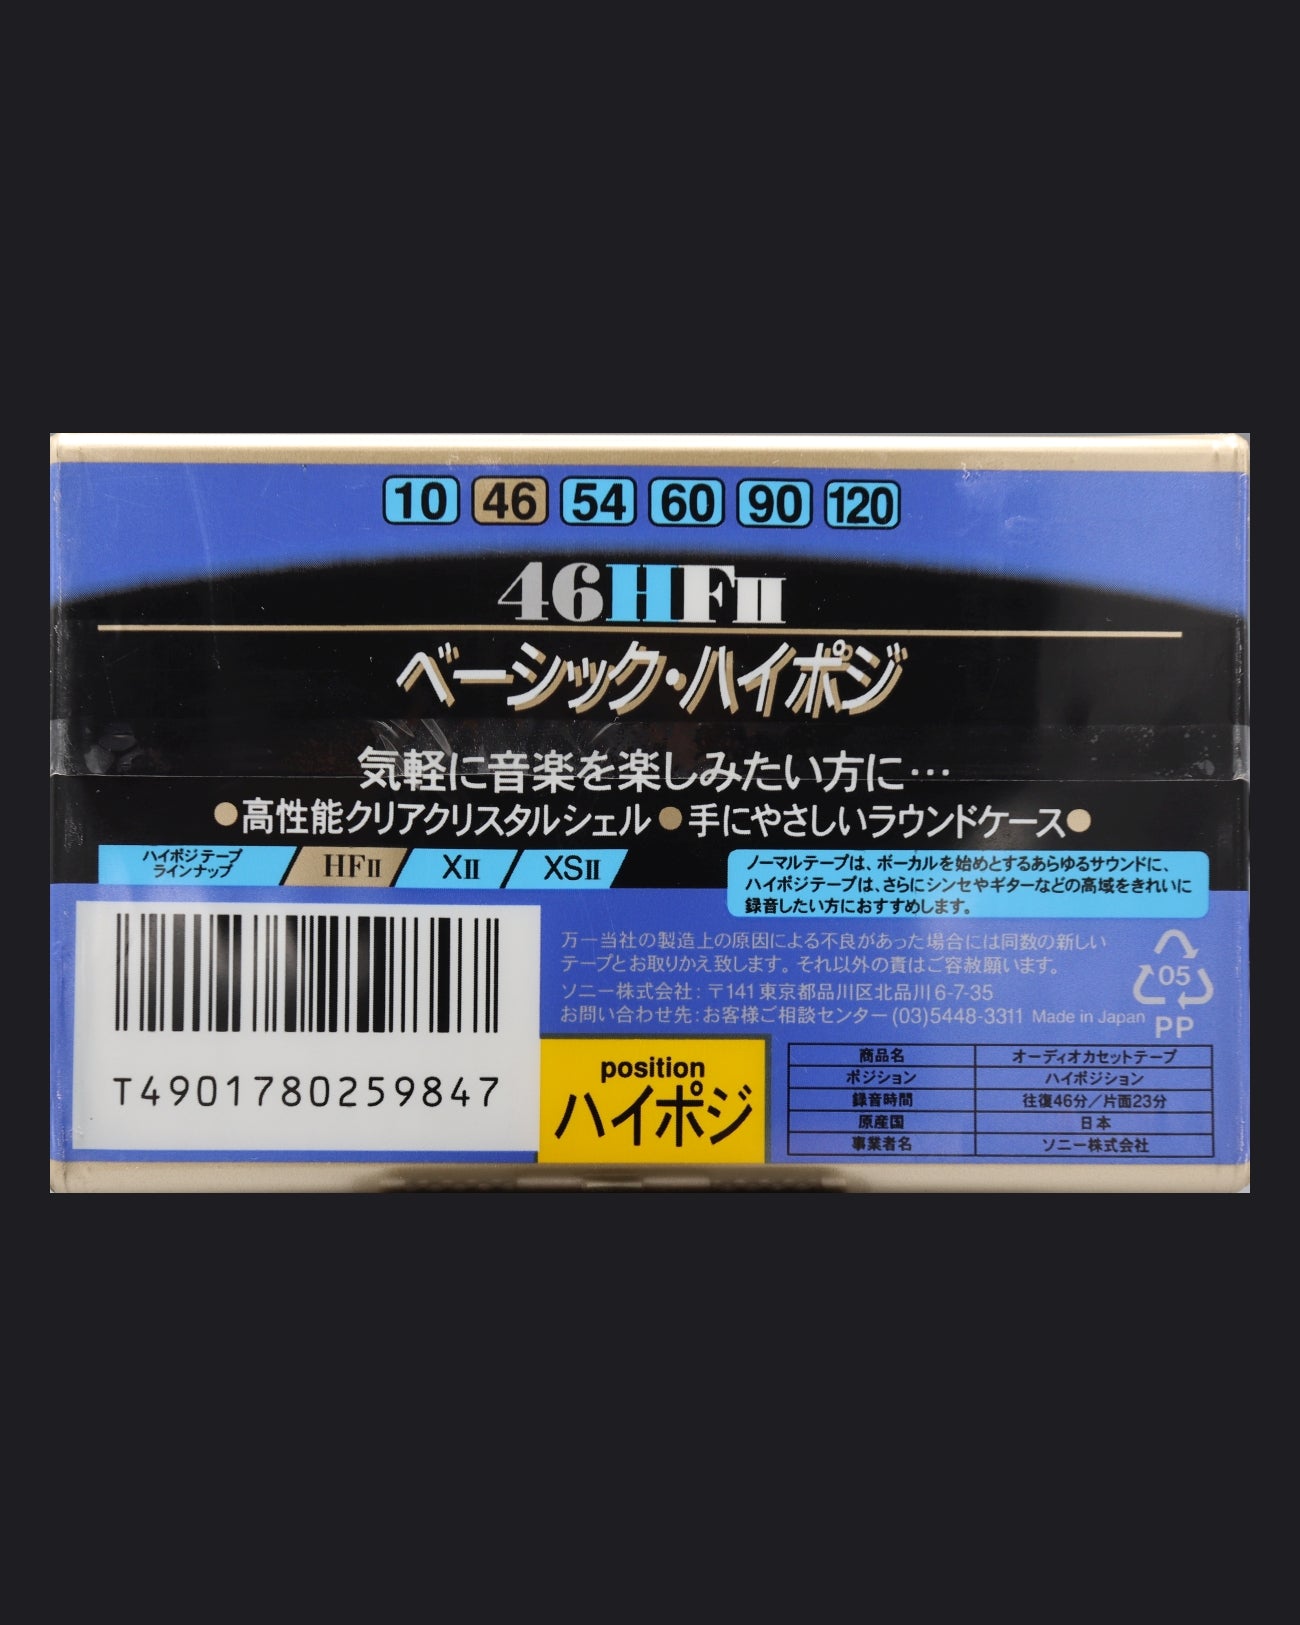 10 46 54 60 90 120
46HFII
ベーシック・ハイポジ
気軽に音楽を楽しみたい方に…
●高性能クリアクリスタルシェル●手にやさしいラウンドケース●
ハイポジテープ
ラインナップ
HFII XII XSII
ノーマルテープは、ボーカルを始めとするあらゆるサウンドに、
ハイポジテープは、さらにシンセやギターなどの高域をきれいに
録音したい方におすすめします。
万一当社の製造上の原因による不良があった場合には同数の新しい
テープとお取りかえ致します。それ以外の責はご容赦願います。
ソニー株式会社：〒141 東京都品川区北品川6-7-35
お問い合わせ先：お客様ご相談センター(03)5448-3311 Made in Japan
05
PP
T4901780259847
position
ハイポジ
商品名 オーディオカセットテープ
ポジション ハイポジション
録音時間 往復46分／片面23分
原産国 日本
事業者名 ソニー株式会社